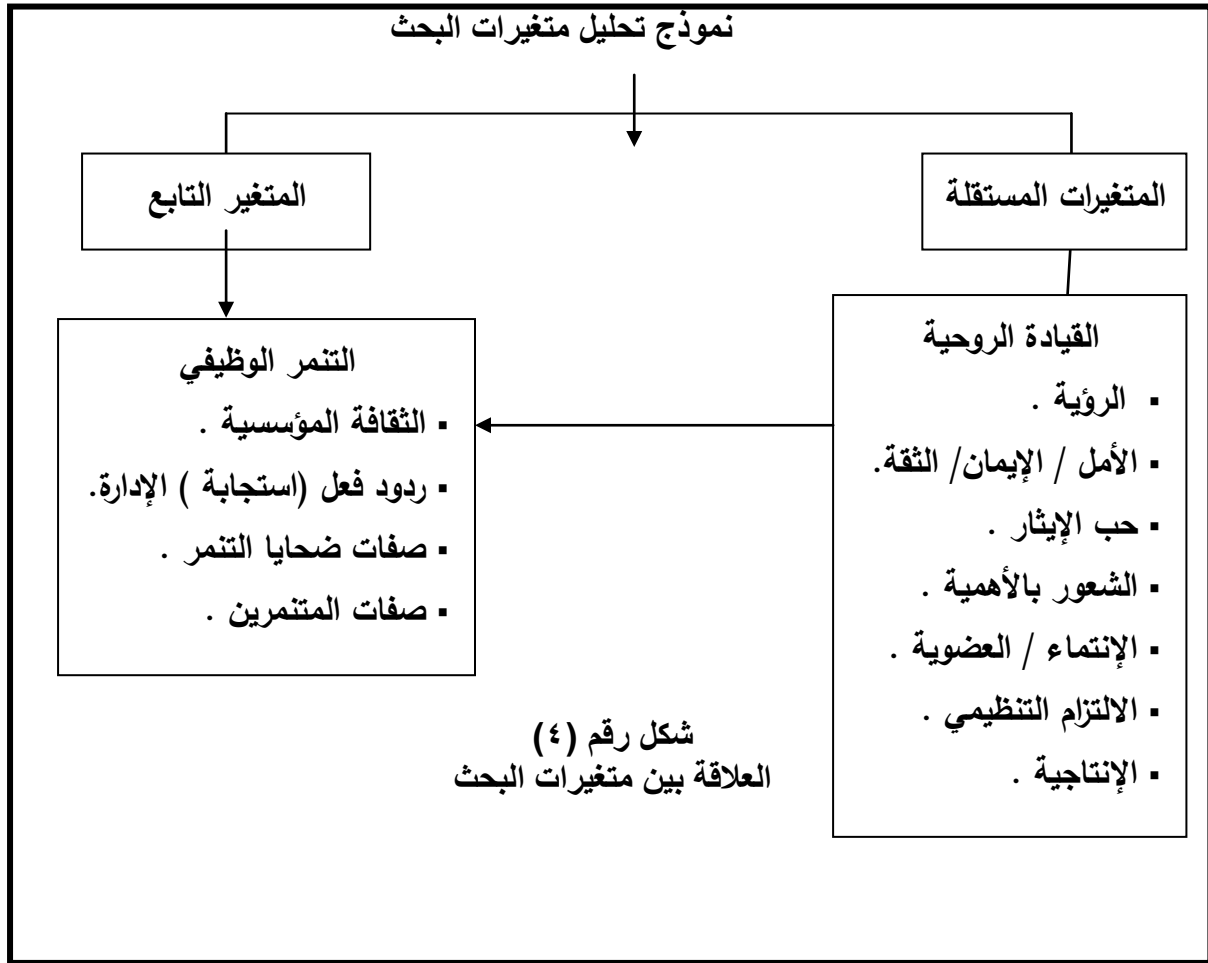 نموذج تحليل متغيرات البحث
المتغيرات المستقلة
المتغير التابع
القيادة الروحية
▪ الرؤية .
▪ الأمل / الإيمان/ الثقة.
▪ حب الإيثار .
▪ الشعور بالأهمية .
▪ الإنتماء / العضوية .
▪ الالتزام التنظيمي .
▪ الإنتاجية .
التنمر الوظيفي
▪ الثقافة المؤسسية .
▪ ردود فعل (استجابة ) الإدارة.
▪ صفات ضحايا التنمر .
▪ صفات المتنمرين .
شكل رقم (٤)
العلاقة بين متغيرات البحث